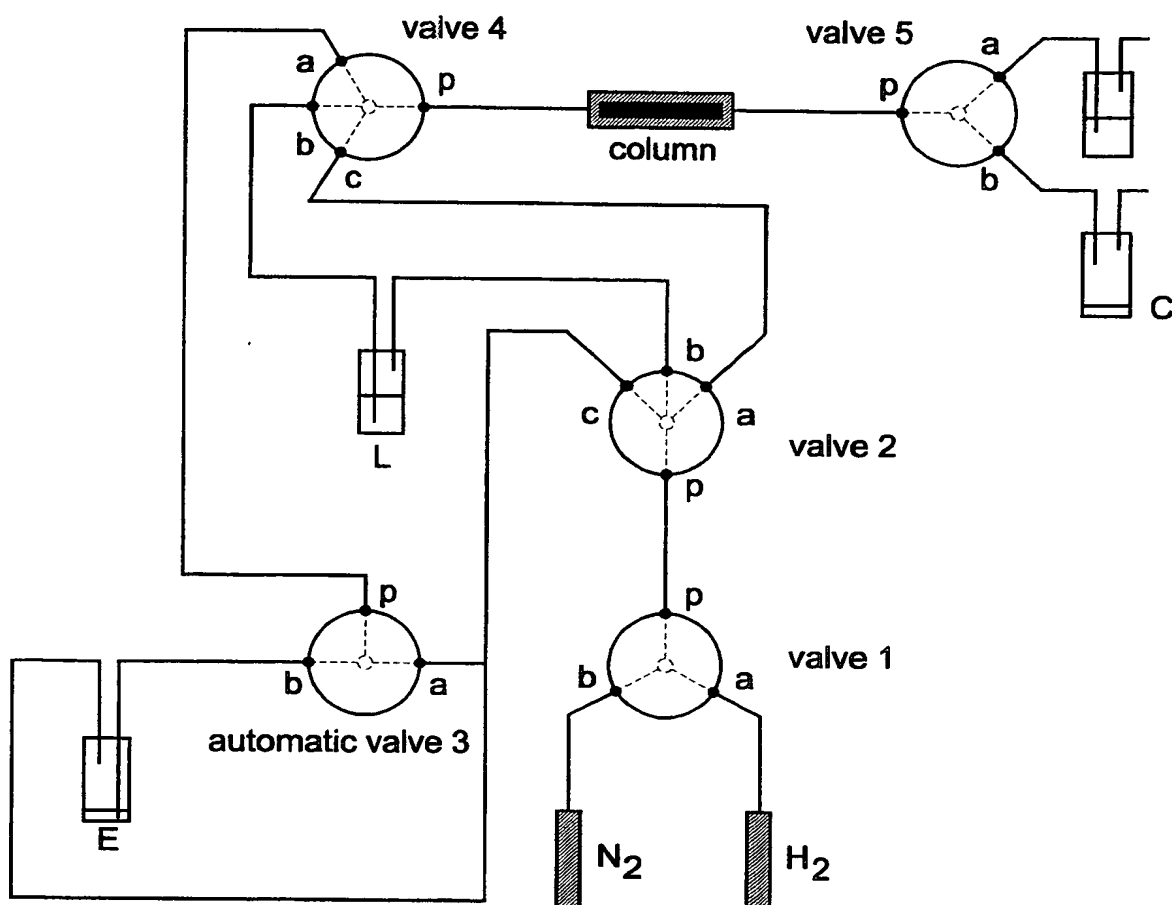 valve 4
valve 5
a
p
b
c
column
p
a
b
C
L
b
c
a
valve 2
p
p
b
a
automatic valve 3
E
p
valve 1
b
a
N2
H2